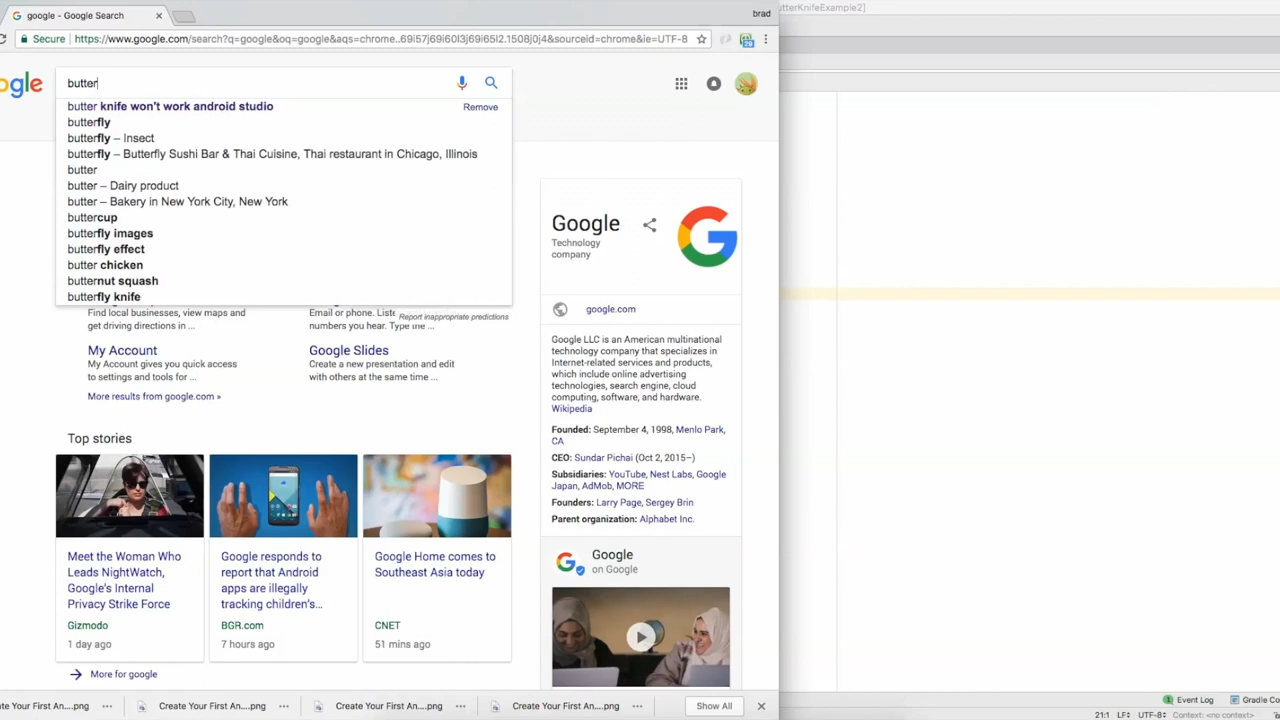 google - Google Search
brad
utterKnifeExample2]
Secure
https://www.google.com/search?q=google&oq=google&aqs=chrome..69i57j69i60l3j69i65l2.1508j0j4&sourceid=chrome&ie=UTF-8
29
ogle
butter
butter knife won't work android studio
Remove
butterfly
butterfly – Insect
butterfly – Butterfly Sushi Bar & Thai Cuisine, Thai restaurant in Chicago, Illinois
butter
butter – Dairy product
butter – Bakery in New York City, New York
buttercup
butterfly images
butterfly effect
butter chicken
butternut squash
butterfly knife
Report inappropriate predictions
Find local businesses, view maps and
get driving directions in ...
Email or phone. Liste
numbers you hear. Type the ...
My Account
My Account gives you quick access
to settings and tools for ...
Google Slides
Create a new presentation and edit
with others at the same time ...
More results from google.com »
Top stories
Meet the Woman Who
Leads NightWatch,
Google's Internal
Privacy Strike Force
Gizmodo
1 day ago
Google responds to
report that Android
apps are illegally
tracking children's...
BGR.com
7 hours ago
Google Home comes to
Southeast Asia today
CNET
51 mins ago
More for google
Google
Technology
company
google.com
Google LLC is an American multinational
technology company that specializes in
Internet-related services and products,
which include online advertising
technologies, search engine, cloud
computing, software, and hardware.
Wikipedia
Founded: September 4, 1998, Menlo Park,
CA
CEO: Sundar Pichai (Oct 2, 2015–)
Subsidiaries: YouTube, Nest Labs, Google
Japan, AdMob, MORE
Founders: Larry Page, Sergey Brin
Parent organization: Alphabet Inc.
Google
on Google
ate Your First An....png
Create Your First An....png
Create Your First An....png
Create Your First An....png
Show All
Event Log
Gradle Co
21:1 LF÷ UTF-8÷ Context: <no context>